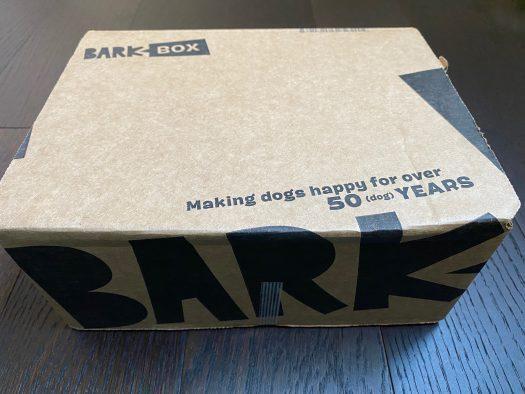 BARK BOX
Making dogs happy for over
50 (dog) YEARS
BARK